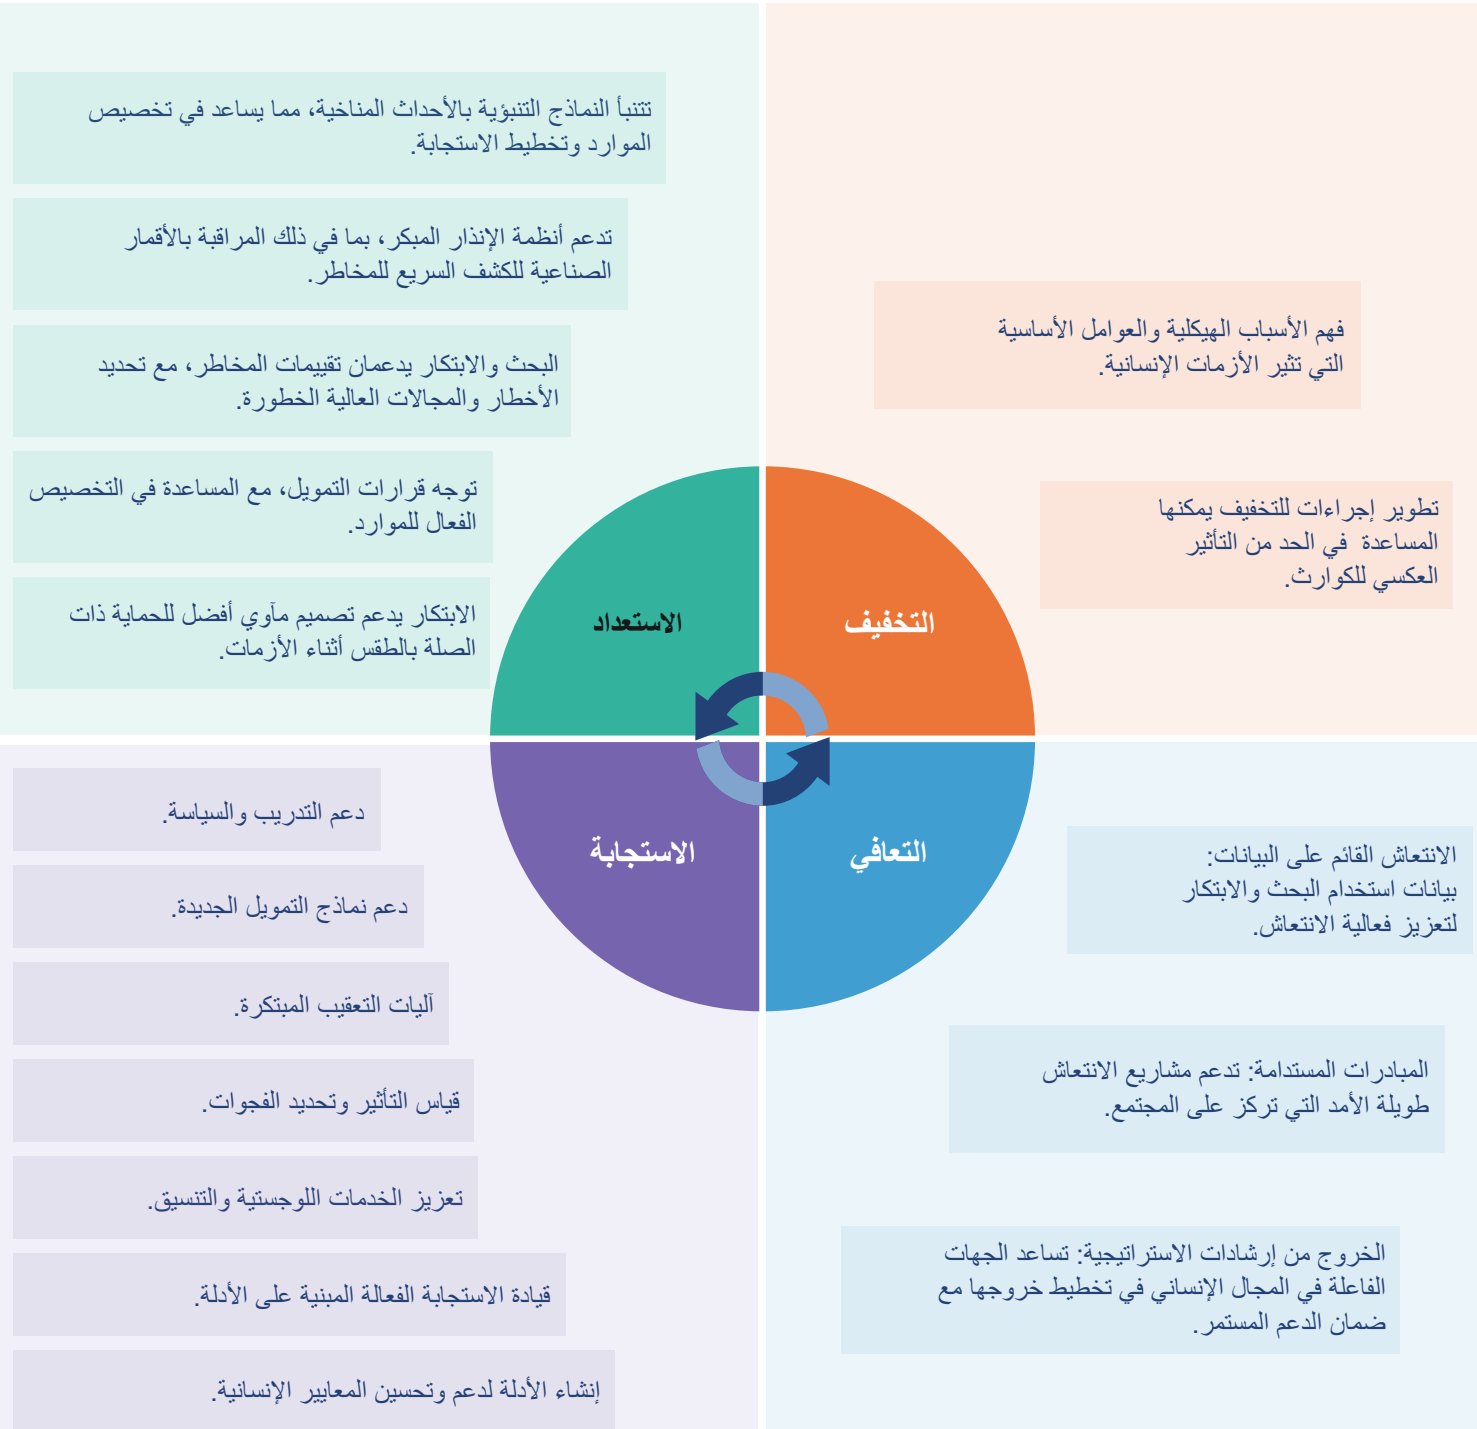 فهم الأسباب الهيكلية والعوامل الأساسية
التي تثير الأزمات الإنسانية.
تطوير إجراءات للتخفيف يمكنها
المساعدة في الحد من التأثير
العكسي للكوارث.
التخفيف
تتنبأ النماذج التنبؤية بالأحداث المناخية، مما يساعد في تخصيص
الموارد وتخطيط الاستجابة.
تدعم أنظمة الإنذار المبكر، بما في ذلك المراقبة بالأقمار
الصناعية للكشف السريع للمخاطر.
البحث والابتكار يدعمان تقييمات المخاطر، مع تحديد
الأخطار والمجالات العالية الخطورة.
توجه قرارات التمويل، مع المساعدة في التخصيص
الفعال للموارد.
الابتكار يدعم تصميم مآوي أفضل للحماية ذات
الصلة بالطقس أثناء الأزمات.
الاستعداد
الاستجابة
دعم التدريب والسياسة.
دعم نماذج التمويل الجديدة.
آليات التعقيب المبتكرة.
قياس التأثير وتحديد الفجوات.
تعزيز الخدمات اللوجستية والتنسيق.
قيادة الاستجابة الفعالة المبنية على الأدلة.
إنشاء الأدلة لدعم وتحسين المعايير الإنسانية.
التعافي
الانتعاش القائم على البيانات:
بيانات استخدام البحث والابتكار
لتعزيز فعالية الانتعاش.
المبادرات المستدامة: تدعم مشاريع الانتعاش
طويلة الأمد التي تركز على المجتمع.
الخروج من إرشادات الاستراتيجية: تساعد الجهات
الفاعلة في المجال الإنساني في تخطيط خروجها مع
ضمان الدعم المستمر.